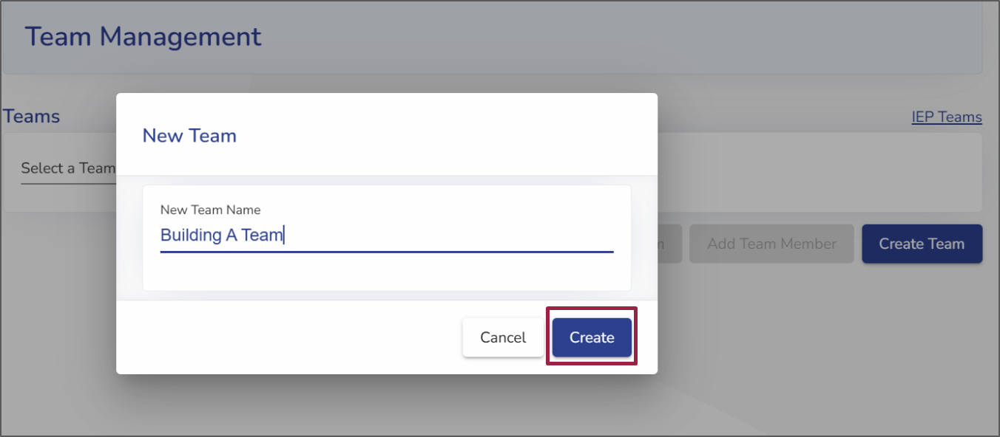 Team Management
Teams
IEP Teams
New Team
Select a Team
New Team Name
Building A Team
Add Team Member
Create Team
Cancel
Create